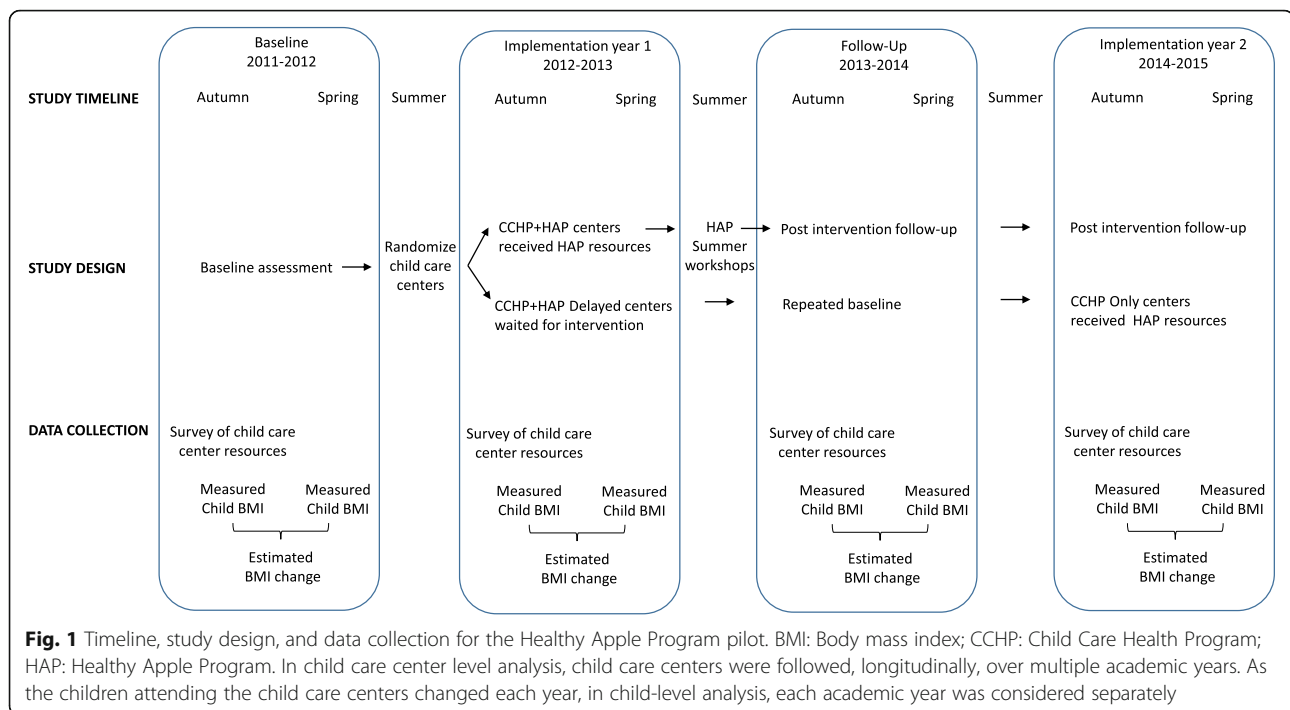 Baseline
2011-2012
Implementation year 1
2012-2013
Follow-Up
2013-2014
Implementation year 2
2014-2015
STUDY TIMELINE
Autumn
Spring
Summer
Autumn
Spring
Summer
Autumn
Spring
Summer
Autumn
Spring
STUDY DESIGN
Baseline assessment
Randomize
child care
centers
CCHP+HAP centers
received HAP resources
HAP
Summer
workshops
Post intervention follow-up
Post intervention follow-up
CCHP+HAP Delayed centers
waited for intervention
Repeated baseline
CCHP Only centers
received HAP resources
DATA COLLECTION
Survey of child care
center resources
Measured
Child BMI
Measured
Child BMI
Estimated
BMI change
Survey of child care
center resources
Measured
Child BMI
Measured
Child BMI
Estimated
BMI change
Survey of child care
center resources
Measured
Child BMI
Measured
Child BMI
Estimated
BMI change
Survey of child care
center resources
Measured
Child BMI
Measured
Child BMI
Estimated
BMI change
Fig. 1 Timeline, study design, and data collection for the Healthy Apple Program pilot. BMI: Body mass index; CCHP: Child Care Health Program;
HAP: Healthy Apple Program. In child care center level analysis, child care centers were followed, longitudinally, over multiple academic years. As
the children attending the child care centers changed each year, in child-level analysis, each academic year was considered separately